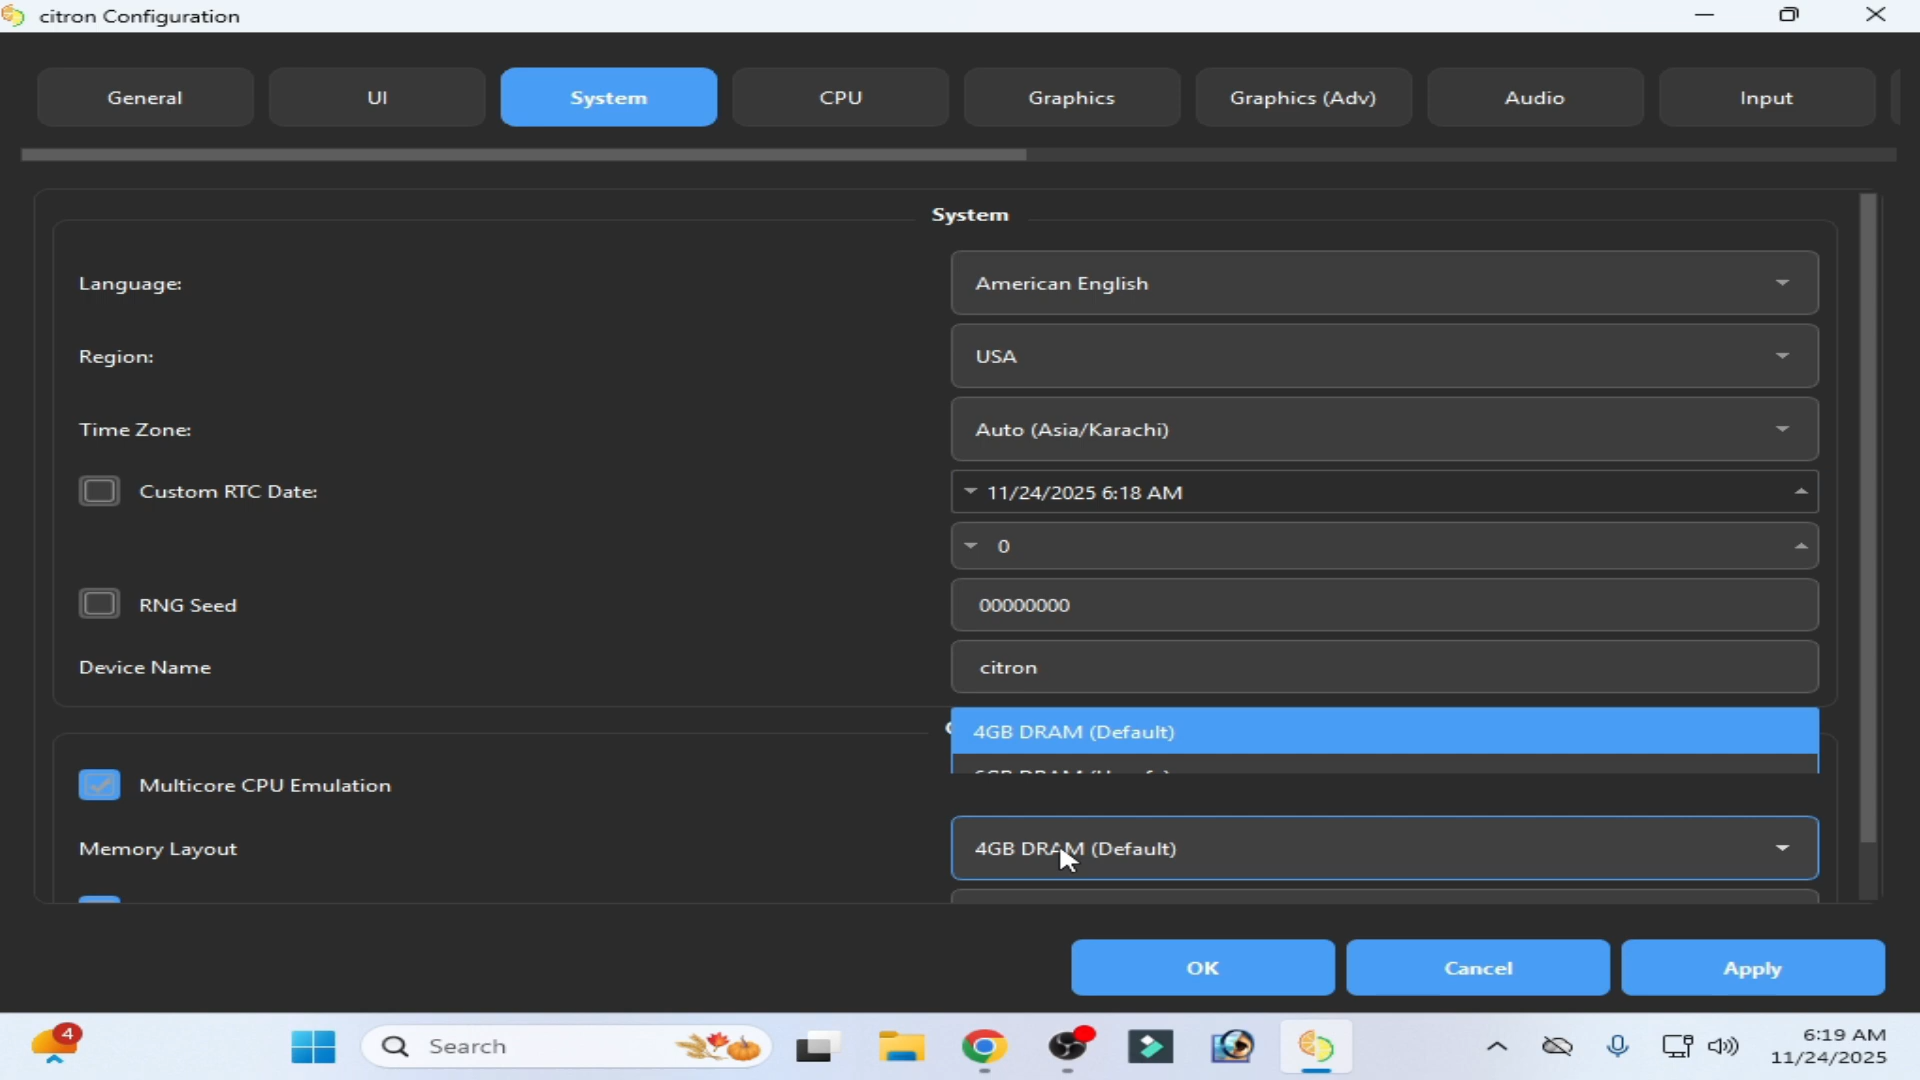 citron Configuration
General
UI
System
CPU
Graphics
Graphics (Adv)
Audio
Input
System
Language:
American English
Region:
USA
Time Zone:
Auto (Asia/Karachi)
Custom RTC Date:
11/24/2025 6:18 AM
0
RNG Seed
00000000
Device Name
citron
4GB DRAM (Default)
Multicore CPU Emulation
Memory Layout
4GB DRAM (Default)
OK
Cancel
Apply
4
Search
6:19 AM
11/24/2025